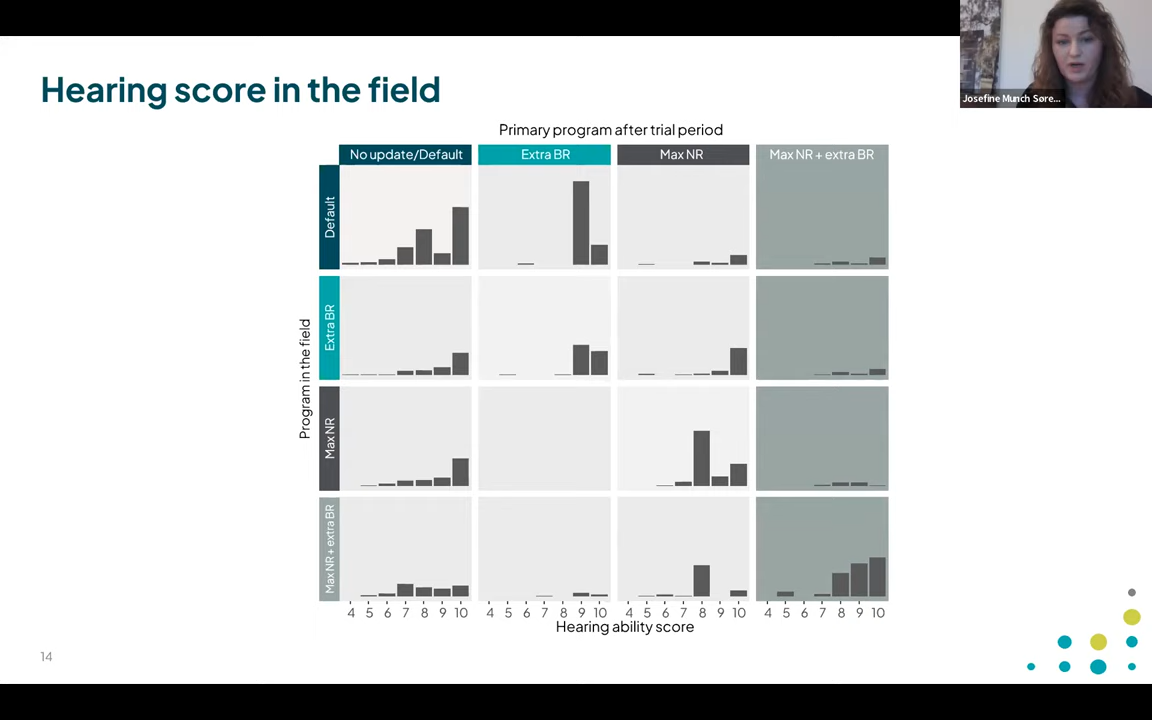 Josefine Munch Søre...
Hearing score in the field
Primary program after trial period
No update/Default
Extra BR
Max NR
Max NR + extra BR
Program in the field
Default
Extra BR
Max NR
Max NR + extra BR
4 5 6 7 8 9 10 4 5 6 7 8 9 10 4 5 6 7 8 9 10 4 5 6 7 8 9 10
Hearing ability score
14